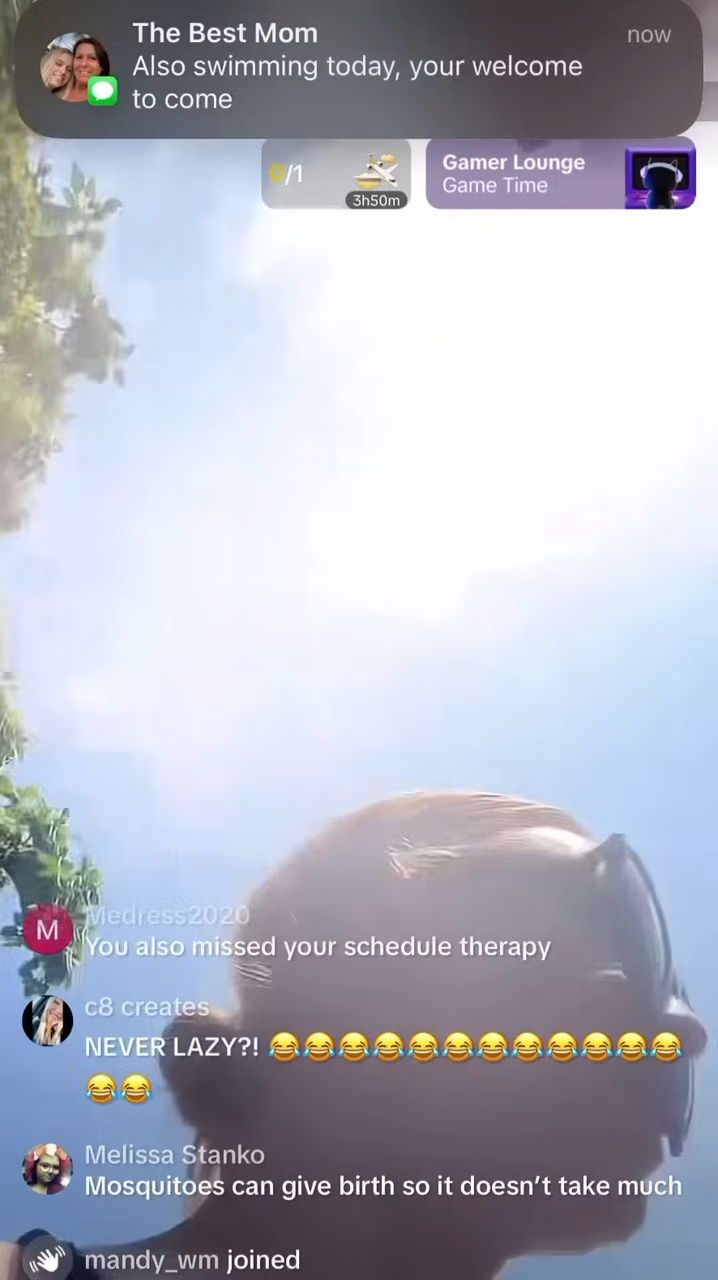 The Best Mom
now
Also swimming today, your welcome
to come
0/1
3h50m
Gamer Lounge
Game Time
M
Medress2020
You also missed your schedule therapy
c8 creates
NEVER LAZY?! 😂😂😂😂😂😂😂😂😂😂😂😂
😂😂
Melissa Stanko
Mosquitoes can give birth so it doesn't take much
mandy_wm joined